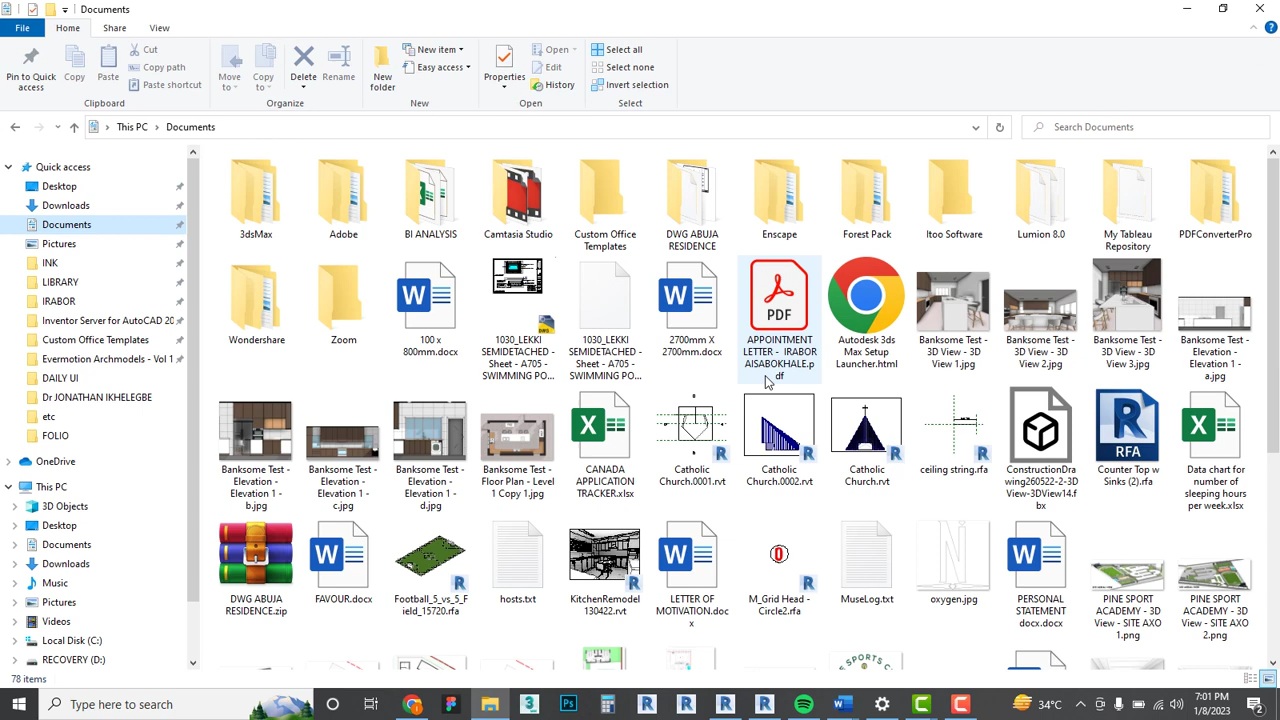 Documents
File
Home
Share
View
Pin to Quick
access
Copy
Paste
Cut
Copy path
Paste shortcut
Clipboard
Move
to
Copy
to
Delete
Rename
Organize
New
folder
New item
Easy access
New
Properties
Open
Edit
History
Open
Select all
Select none
Invert selection
Select
This PC
Documents
Search Documents
Quick access
Desktop
Downloads
Documents
Pictures
INK
LIBRARY
IRABOR
Inventor Server for AutoCAD 20
Custom Office Templates
Evermotion Archmodels - Vol 1
DAILY UI
Dr JONATHAN IKHELEGBE
etc
FOLIO
OneDrive
This PC
3D Objects
Desktop
Documents
Downloads
Music
Pictures
Videos
Local Disk (C:)
RECOVERY (D:)
3dsMax
Adobe
BI ANALYSIS
Camtasia Studio
Custom Office
Templates
DWG ABUJA
RESIDENCE
Enscape
Forest Pack
Itoo Software
Lumion 8.0
My Tableau
Repository
PDFConverterPro
Wondershare
Zoom
100 x
800mm.docx
1030_LEKKI
SEMIDETACHED -
Sheet - A705 -
SWIMMING PO...
1030_LEKKI
SEMIDETACHED -
Sheet - A705 -
SWIMMING PO...
2700mm X
2700mm.docx
PDF
APPOINTMENT
LETTER - IRABOR
AISABOKHALE.p
df
Autodesk 3ds
Max Setup
Launcher.html
Banksome Test -
3D View - 3D
View 1.jpg
Banksome Test -
3D View - 3D
View 2.jpg
Banksome Test -
3D View - 3D
View 3.jpg
Banksome Test -
Elevation 1 -
a.jpg
Banksome Test -
Elevation -
Elevation 1 -
b.jpg
Banksome Test -
Elevation -
Elevation 1 -
c.jpg
Banksome Test -
Elevation -
Elevation 1 -
d.jpg
Banksome Test -
Floor Plan - Level
1 Copy 1.jpg
CANADA
APPLICATION
TRACKER.xlsx
Catholic
Church.0001.rvt
Catholic
Church.0002.rvt
Catholic
Church.rvt
ceiling string.rfa
ConstructionDra
wing260522-2-3D
View-3DView14.f
bx
RFA
Counter Top w
Sinks (2).rfa
Data chart for
number of
sleeping hours
per week.xlsx
DWG ABUJA
RESIDENCE.zip
FAVOUR.docx
Football_5_vs_5_F
ield_15720.rfa
hosts.txt
KitchenRemodel
130422.rvt
LETTER OF
MOTIVATION.doc
x
M_Grid Head -
Circle2.rfa
MuseLog.txt
oxygen.jpg
PERSONAL
STATEMENT
docx.docx
PINE SPORT
ACADEMY - 3D
View - SITE AXO
1.png
PINE SPORT
ACADEMY - 3D
View - SITE AXO
2.png
78 items
Type here to search
34°C
7:01 PM
1/8/2023
2